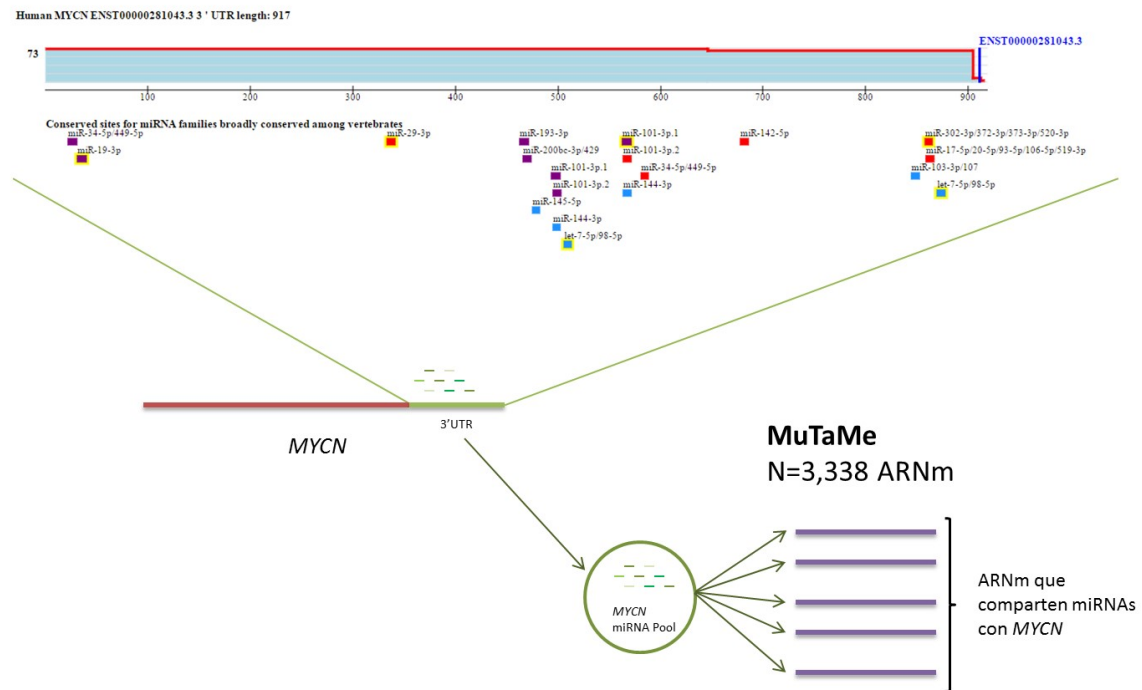 Human MYCN ENST00000281043.3 3 ' UTR length: 917
ENST00000281043.3
73
100 200 300 400 500 600 700 800 900
Conserved sites for miRNA families broadly conserved among vertebrates
miR-34-5p/449-5p
miR-29-3p
miR-193-3p
miR-101-3p.1
miR-142-5p
miR-302-3p/372-3p/373-3p/520-3p
miR-19-3p
miR-200bc-3p/429
miR-101-3p.2
miR-17-5p/20-5p/93-5p/106-5p/519-3p
miR-101-3p.1
miR-34-5p/449-5p
miR-103-3p/107
miR-101-3p.2
miR-144-3p
let-7-5p/98-5p
miR-145-5p
miR-144-3p
let-7-5p/98-5p
3'UTR
MYCN
MuTaMe
N=3,338 ARNm
MYCN
miRNA Pool
ARNm que
comparten miRNAs
con MYCN